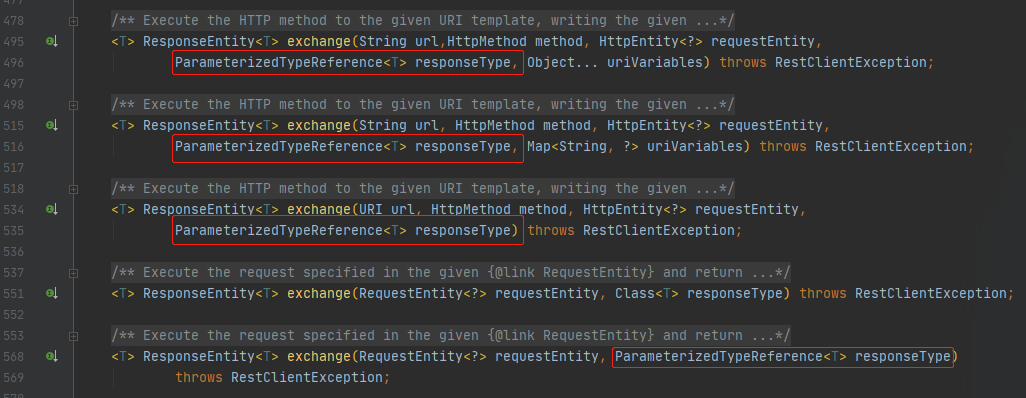 477
478 /** Execute the HTTP method to the given URI template, writing the given ...*/
495 <T> ResponseEntity<T> exchange(String url,HttpMethod method, HttpEntity<?> requestEntity,
496 ParameterizedTypeReference<T> responseType, Object... uriVariables) throws RestClientException;
497
498 /** Execute the HTTP method to the given URI template, writing the given ...*/
515 <T> ResponseEntity<T> exchange(String url, HttpMethod method, HttpEntity<?> requestEntity,
516 ParameterizedTypeReference<T> responseType, Map<String, ?> uriVariables) throws RestClientException;
517
518 /** Execute the HTTP method to the given URI template, writing the given ...*/
534 <T> ResponseEntity<T> exchange(URI url, HttpMethod method, HttpEntity<?> requestEntity,
535 ParameterizedTypeReference<T> responseType) throws RestClientException;
536
537 /** Execute the request specified in the given {@link RequestEntity} and return ...*/
551 <T> ResponseEntity<T> exchange(RequestEntity<?> requestEntity, Class<T> responseType) throws RestClientException;
552
553 /** Execute the request specified in the given {@link RequestEntity} and return ...*/
568 <T> ResponseEntity<T> exchange(RequestEntity<?> requestEntity, ParameterizedTypeReference<T> responseType)
569 throws RestClientException;
570